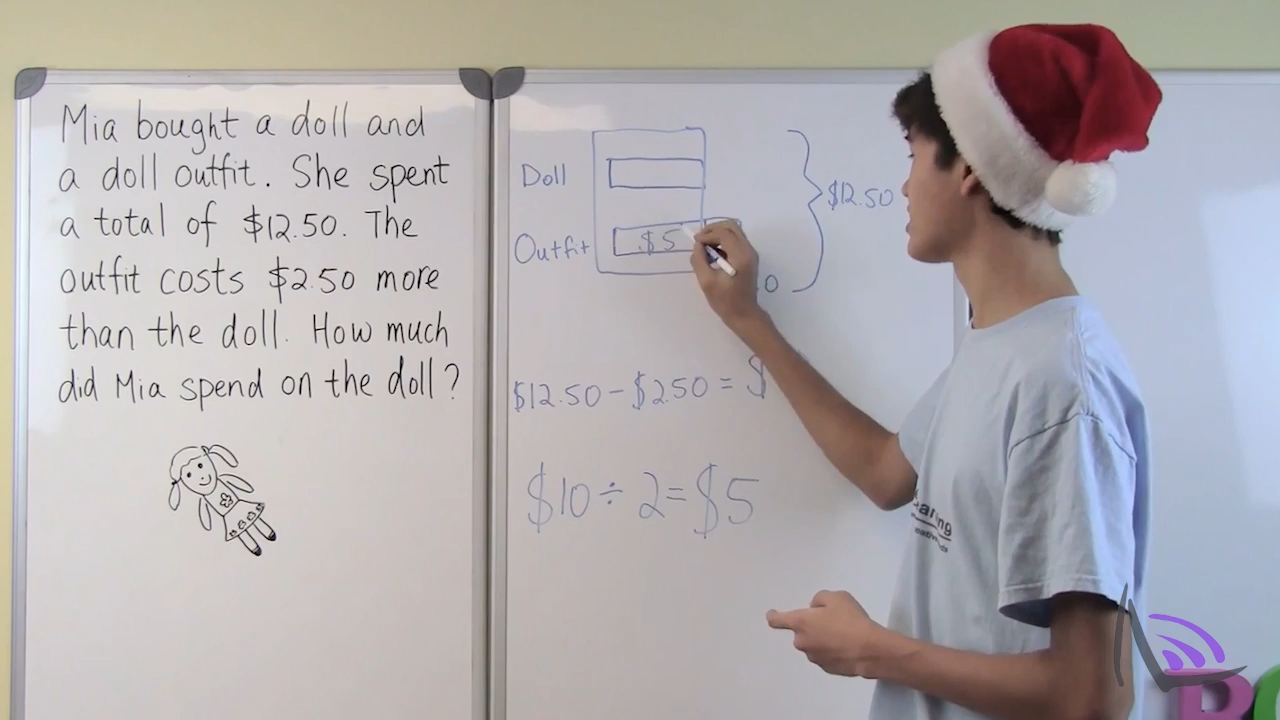 Mia bought a doll and
a doll outfit. She spent
a total of $12.50. The
outfit costs $2.50 more
than the doll. How much
did Mia spend on the doll?
Doll
Outfit $5
$12.50
$12.50 - $2.50 = $
$10 ÷ 2 = $5